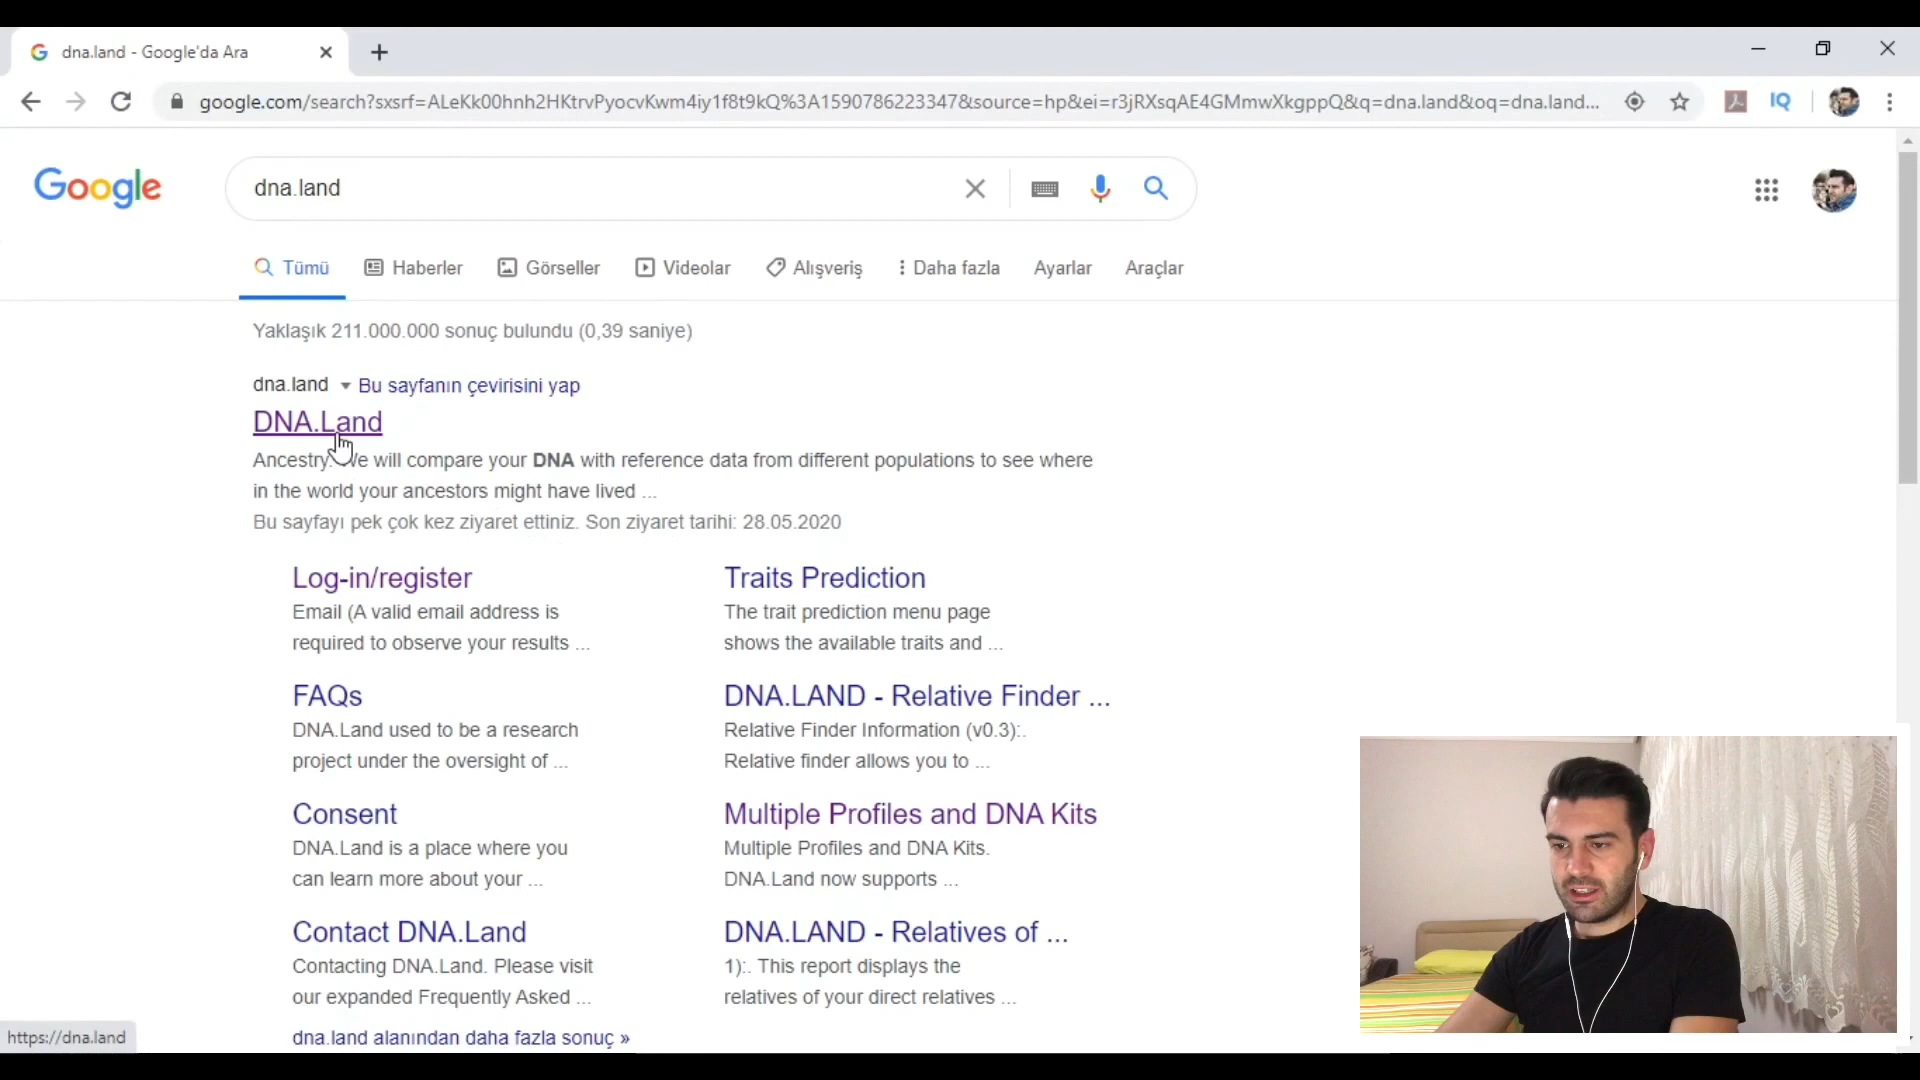 dna.land - Google'da Ara
google.com/search?sxsrf=ALeKk00hnh2HKtrvPyocvKwm4iy1f8t9kQ%3A1590786223347&source=hp&ei=r3jRXsqAE4GMmwXkgppQ&q=dna.land&oq=dna.land...
IQ
Google
dna.land
Tümü Haberler Görseller Videolar Alışveriş Daha fazla Ayarlar Araçlar
Yaklaşık 211.000.000 sonuç bulundu (0,39 saniye)
dna.land Bu sayfanın çevirisini yap
DNA.Land
Ancestry. We will compare your DNA with reference data from different populations to see where
in the world your ancestors might have lived ...
Bu sayfayı pek çok kez ziyaret ettiniz. Son ziyaret tarihi: 28.05.2020
Log-in/register
Email (A valid email address is
required to observe your results ...
Traits Prediction
The trait prediction menu page
shows the available traits and ...
FAQs
DNA.Land used to be a research
project under the oversight of ...
DNA.LAND - Relative Finder ...
Relative Finder Information (v0.3):.
Relative finder allows you to ...
Consent
DNA.Land is a place where you
can learn more about your ...
Multiple Profiles and DNA Kits
Multiple Profiles and DNA Kits.
DNA.Land now supports ...
Contact DNA.Land
Contacting DNA.Land. Please visit
our expanded Frequently Asked ...
DNA.LAND - Relatives of ...
1):. This report displays the
relatives of your direct relatives ...
dna.land alanından daha fazla sonuç »
https://dna.land